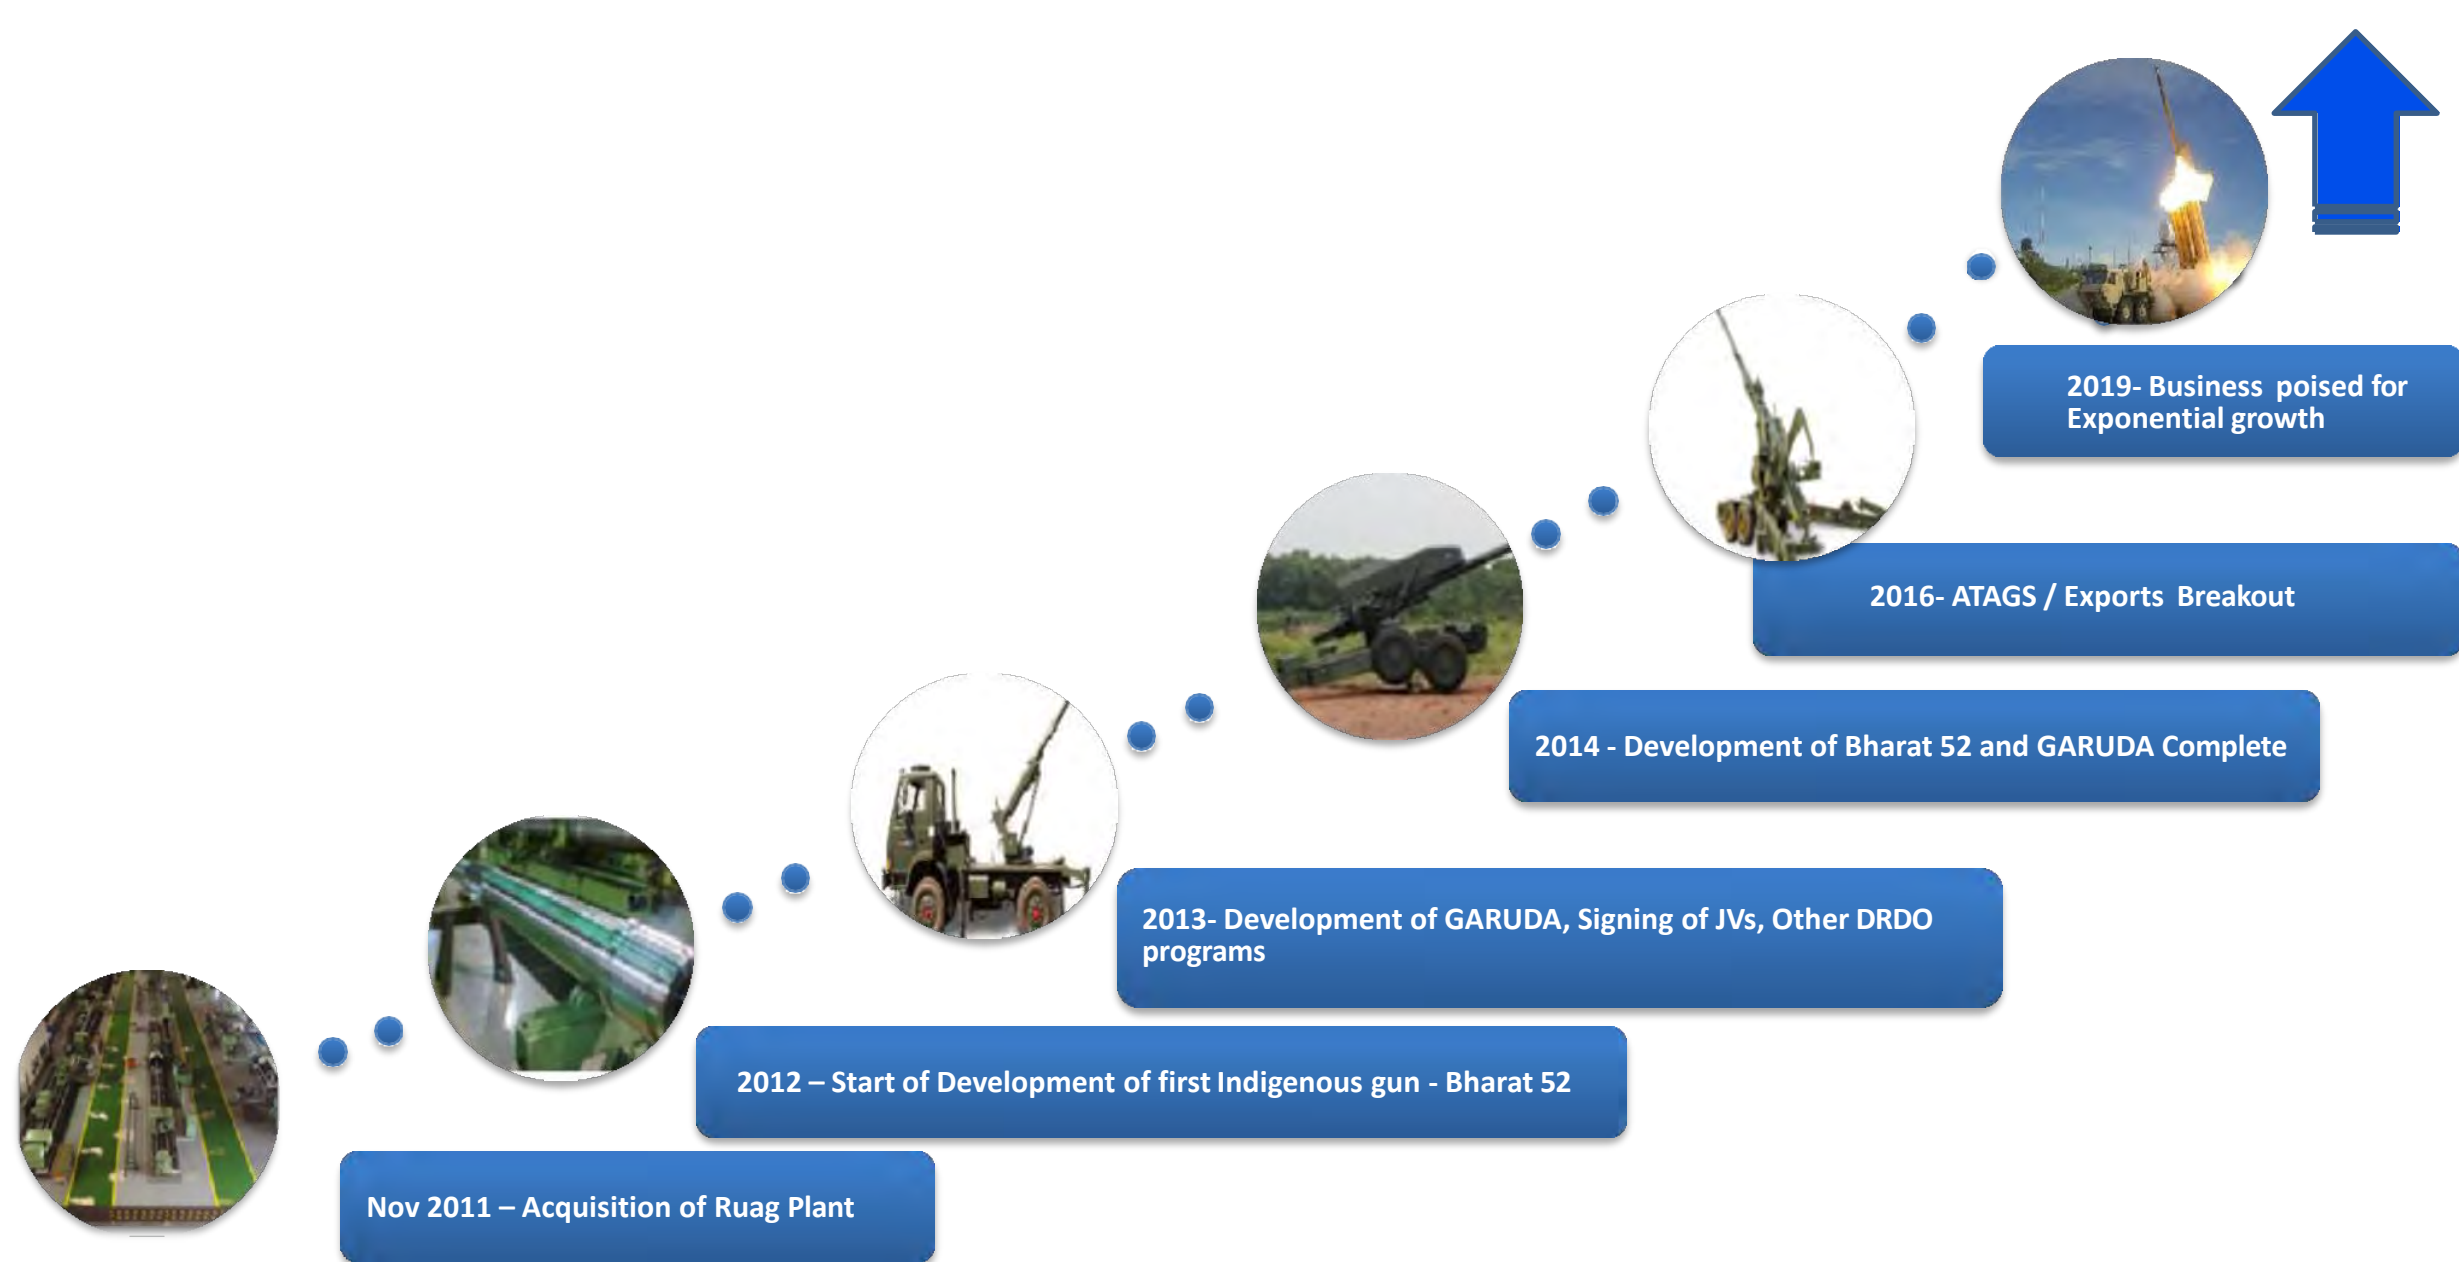 2019- Business poised for
Exponential growth
2016- ATAGS / Exports Breakout
2014 - Development of Bharat 52 and GARUDA Complete
2013- Development of GARUDA, Signing of JVs, Other DRDO
programs
2012 – Start of Development of first Indigenous gun - Bharat 52
Nov 2011 – Acquisition of Ruag Plant